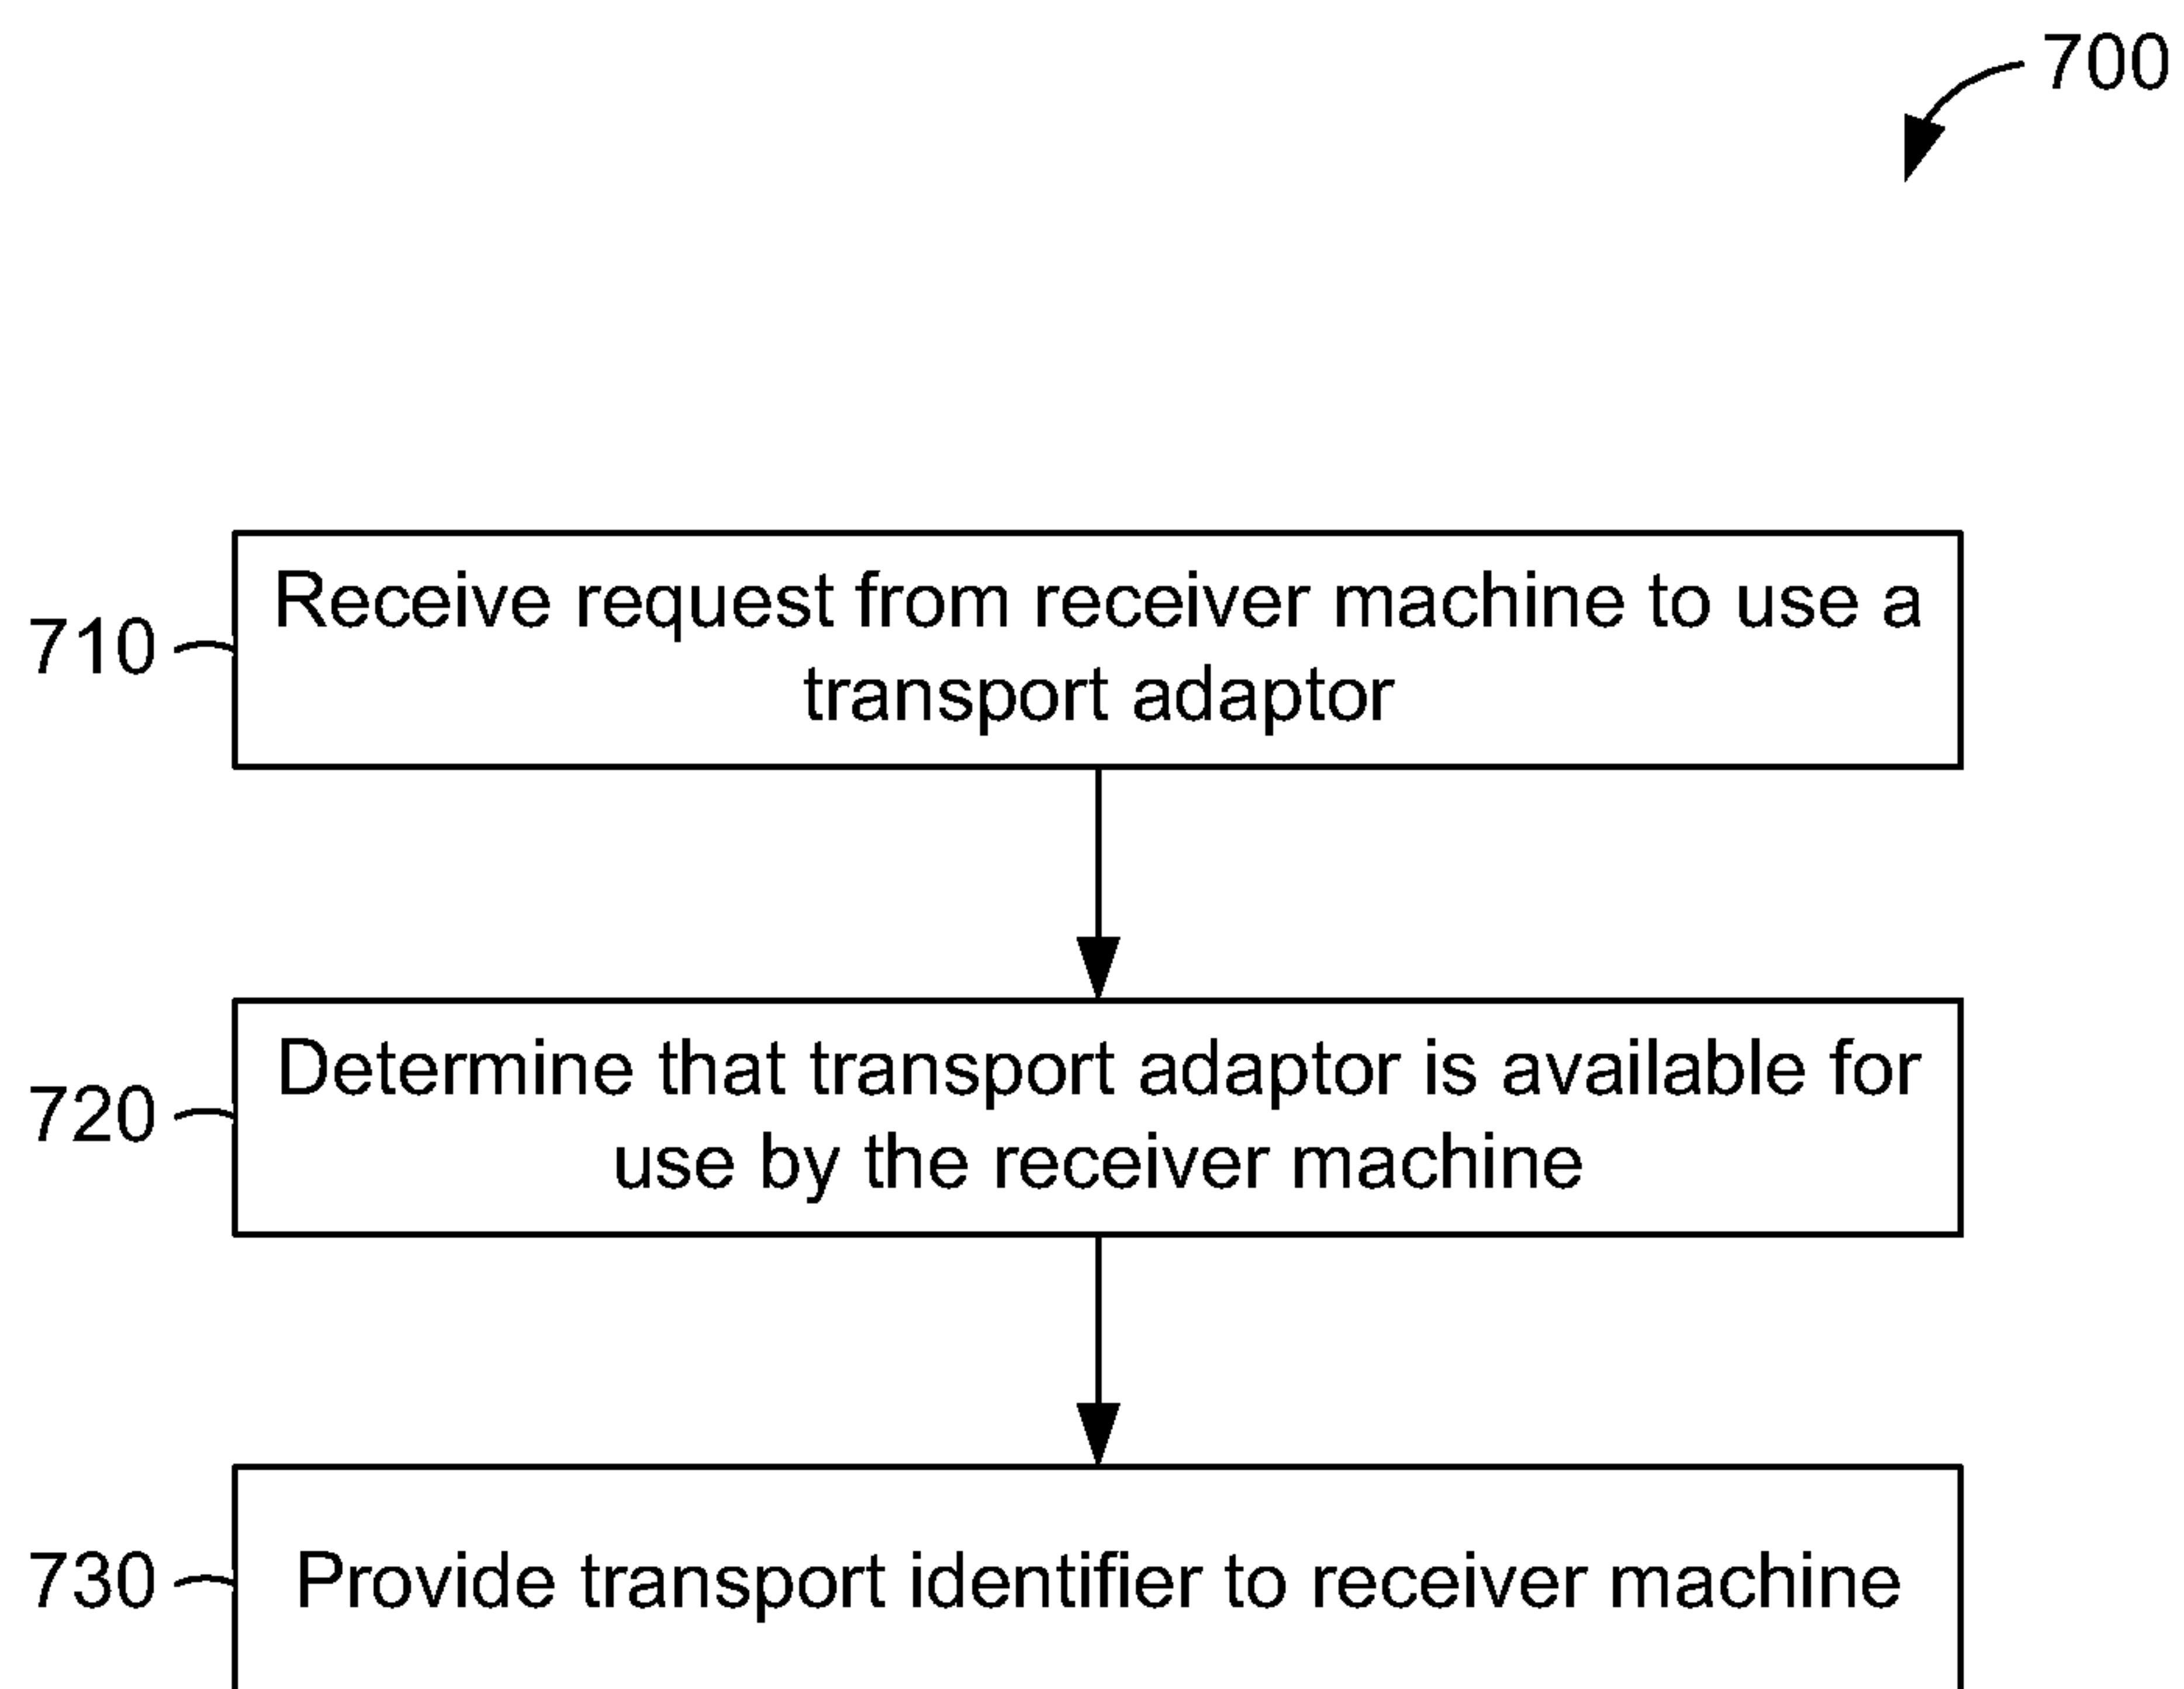 700
710
Receive request from receiver machine to use a
transport adaptor
720
Determine that transport adaptor is available for
use by the receiver machine
730
Provide transport identifier to receiver machine